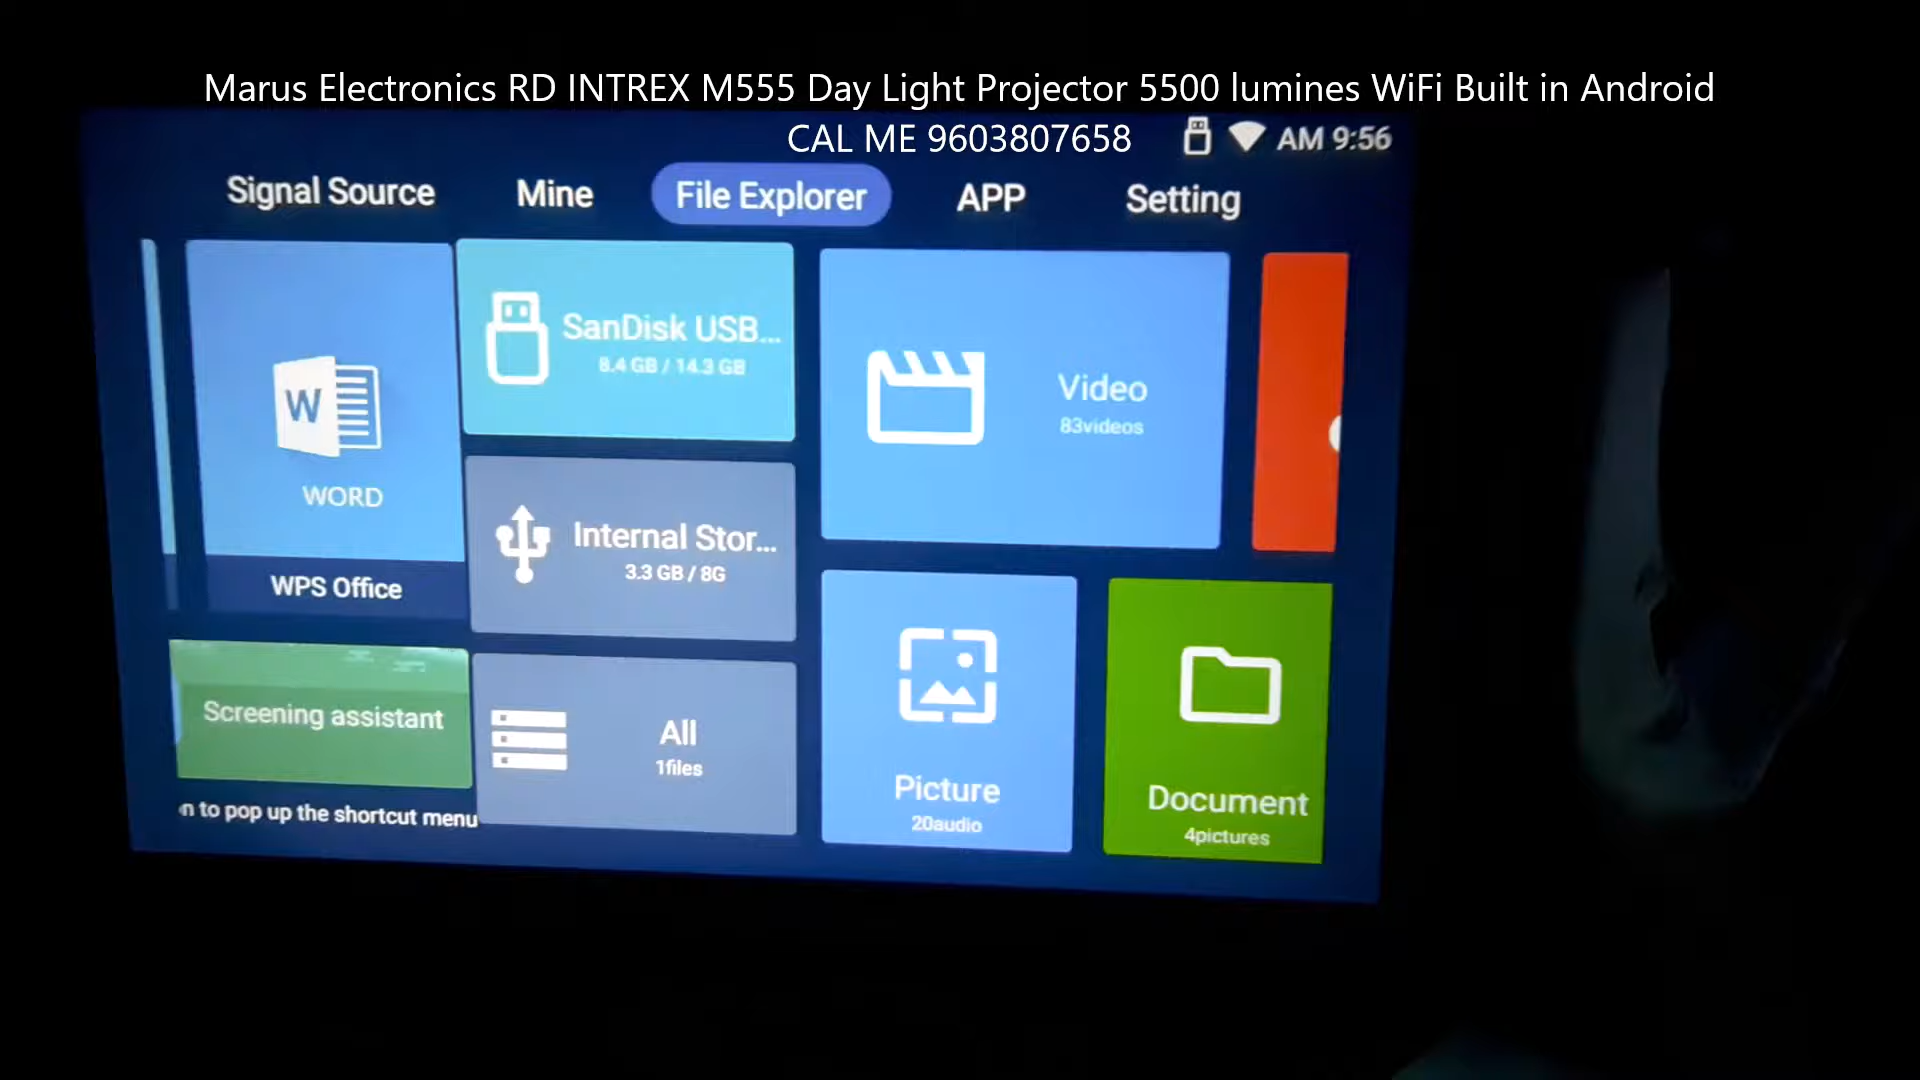 Marus Electronics RD INTREX M555 Day Light Projector 5500 lumines WiFi Built in Android
CAL ME 9603807658
AM 9:56
Signal Source Mine File Explorer APP Setting
W
WORD
WPS Office
Screening assistant
n to pop up the shortcut menu
SanDisk USB...
8.4 GB / 14.3 GB
Internal Stor...
3.3 GB / 8G
All
1files
Video
83videos
Picture
20audio
Document
4pictures